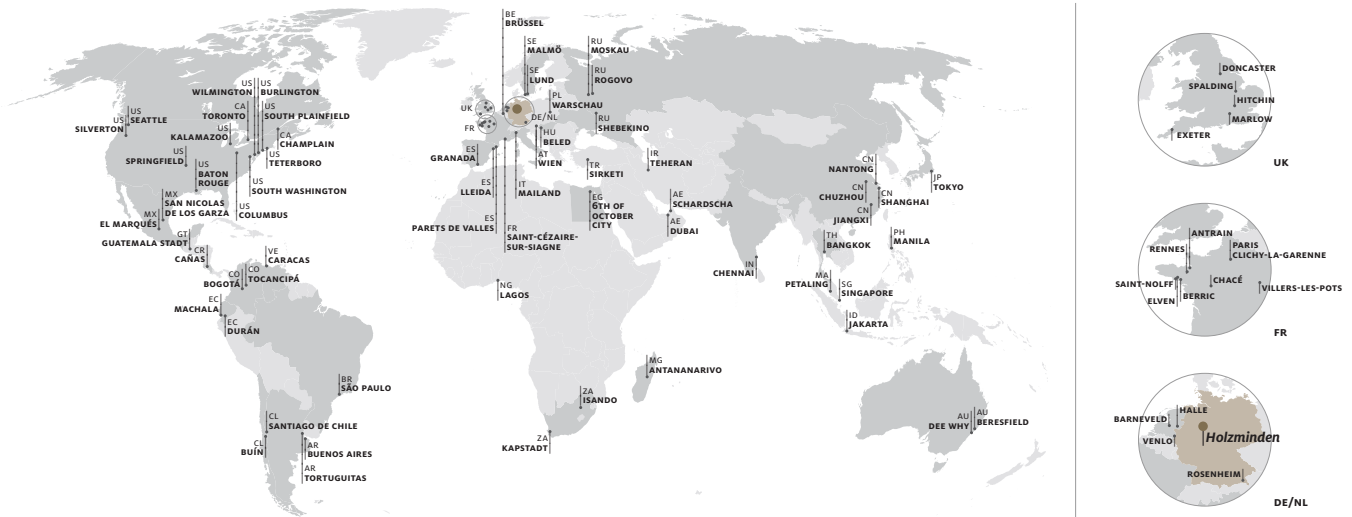 BE
BRÜSSEL
SE
MALMÖ
RU
MOSKAU
SE
LUND
RU
ROGOVO
US
WILMINGTON
US
BURLINGTON
PL
WARSCHAU
UK
CA
TORONTO
US
SOUTH PLAINFIELD
US
SEATTLE
US
SILVERTON
DE/NL
FR
RU
SHEBEKINO
US
KALAMAZOO
CA
CHAMPLAIN
HU
BELED
ES
GRANADA
AT
WIEN
US
SPRINGFIELD
US
TETERBORO
TR
SIRKETI
IR
TEHERAN
CN
NANTONG
US
BATON
ROUGE
JP
TOKYO
US
SOUTH WASHINGTON
ES
LLEIDA
IT
MAILAND
EG
6TH OF
OCTOBER
CITY
AE
SCHARDSCHA
CN
CHUZHOU
CN
SHANGHAI
MX
SAN NICOLAS
DE LOS GARZA
US
COLUMBUS
MX
EL MARQUÉS
ES
PARETS DE VALLES
FR
SAINT-CÉZAIRE-
SUR-SIAGNE
AE
DUBAI
CN
JIANGXI
GT
GUATEMALA STADT
TH
BANGKOK
PH
MANILA
CR
CAÑAS
VE
CARACAS
IN
CHENNAI
CO
BOGOTÁ
CO
TOCANCIPÁ
MA
PETALING
SG
SINGAPORE
NG
LAGOS
EC
MACHALA
EC
DURÁN
ID
JAKARTA
MG
ANTANANARIVO
BR
SÃO PAULO
ZA
ISANDO
CL
SANTIAGO DE CHILE
AU
DEE WHY
AU
BERESFIELD
ZA
KAPSTADT
CL
BUÍN
AR
BUENOS AIRES
AR
TORTUGUITAS
DONCASTER
SPALDING
HITCHIN
MARLOW
EXETER
UK
ANTRAIN
RENNES
PARIS
CLICHY-LA-GARENNE
SAINT-NOLFF
CHACÉ
VILLERS-LES-POTS
ELVEN
BERRIC
FR
HALLE
BARNEVELD
VENLO
Holzminden
ROSENHEIM
DE/NL